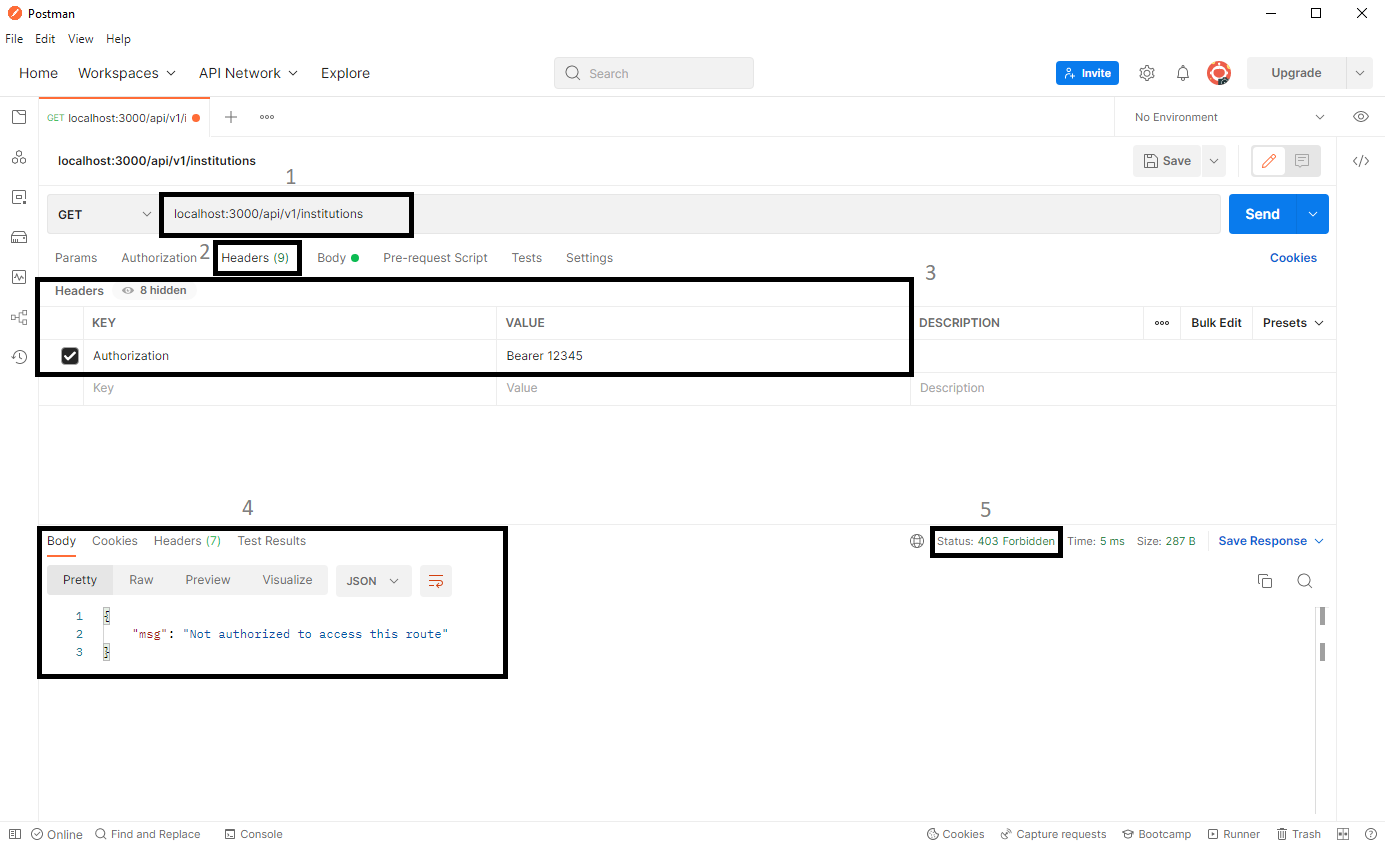 Postman
File Edit View Help
Home Workspaces API Network Explore Search Invite Upgrade
GET localhost:3000/api/v1/i No Environment
localhost:3000/api/v1/institutions Save
1
GET localhost:3000/api/v1/institutions Send
2
Params Authorization Headers (9) Body Pre-request Script Tests Settings Cookies
3
Headers 8 hidden
KEY VALUE DESCRIPTION Bulk Edit Presets
Authorization Bearer 12345
Key Value Description
4 5
Body Cookies Headers (7) Test Results Status: 403 Forbidden Time: 5 ms Size: 287 B Save Response
Pretty Raw Preview Visualize JSON
1 {
2 "msg": "Not authorized to access this route"
3 }
Online Find and Replace Console Cookies Capture requests Bootcamp Runner Trash